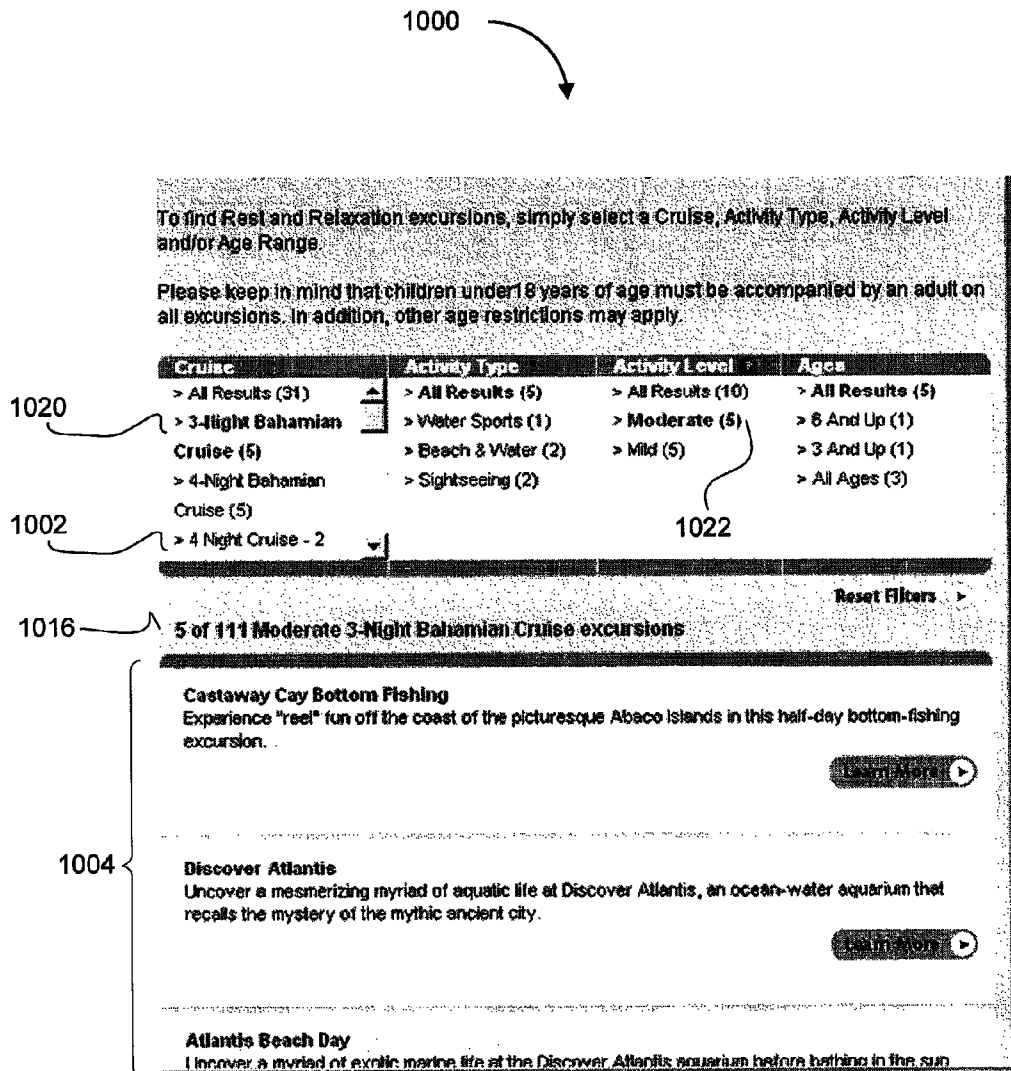 1000
To find Rest and Relaxation excursions, simply select a Cruise, Activity Type, Activity Level
and/or Age Range.
Please keep in mind that children under18 years of age must be accompanied by an adult on
all excursions. In addition, other age restrictions may apply.
Cruise
> All Results (31)
1020
> 3-Night Bahamian
Cruise (5)
> 4-Night Bahamian
Cruise (5)
1002
> 4 Night Cruise - 2
Activity Type
> All Results (5)
> Water Sports (1)
> Beach & Water (2)
> Sightseeing (2)
Activity Level
> All Results (10)
> Moderate (5)
> Mild (5)
1022
Ages
> All Results (5)
> 6 And Up (1)
> 3 And Up (1)
> All Ages (3)
Reset Filters
1016
5 of 111 Moderate 3-Night Bahamian Cruise excursions
1004
Castaway Cay Bottom Fishing
Experience "reel" fun off the coast of the picturesque Abaco Islands in this half-day bottom-fishing
excursion.
Learn More
Discover Atlantis
Uncover a mesmerizing myriad of aquatic life at Discover Atlantis, an ocean-water aquarium that
recalls the mystery of the mythic ancient city.
Learn More
Atlantis Beach Day
Uncover a myriad of exotic marine life at the Discover Atlantis aquarium before bathing in the sun